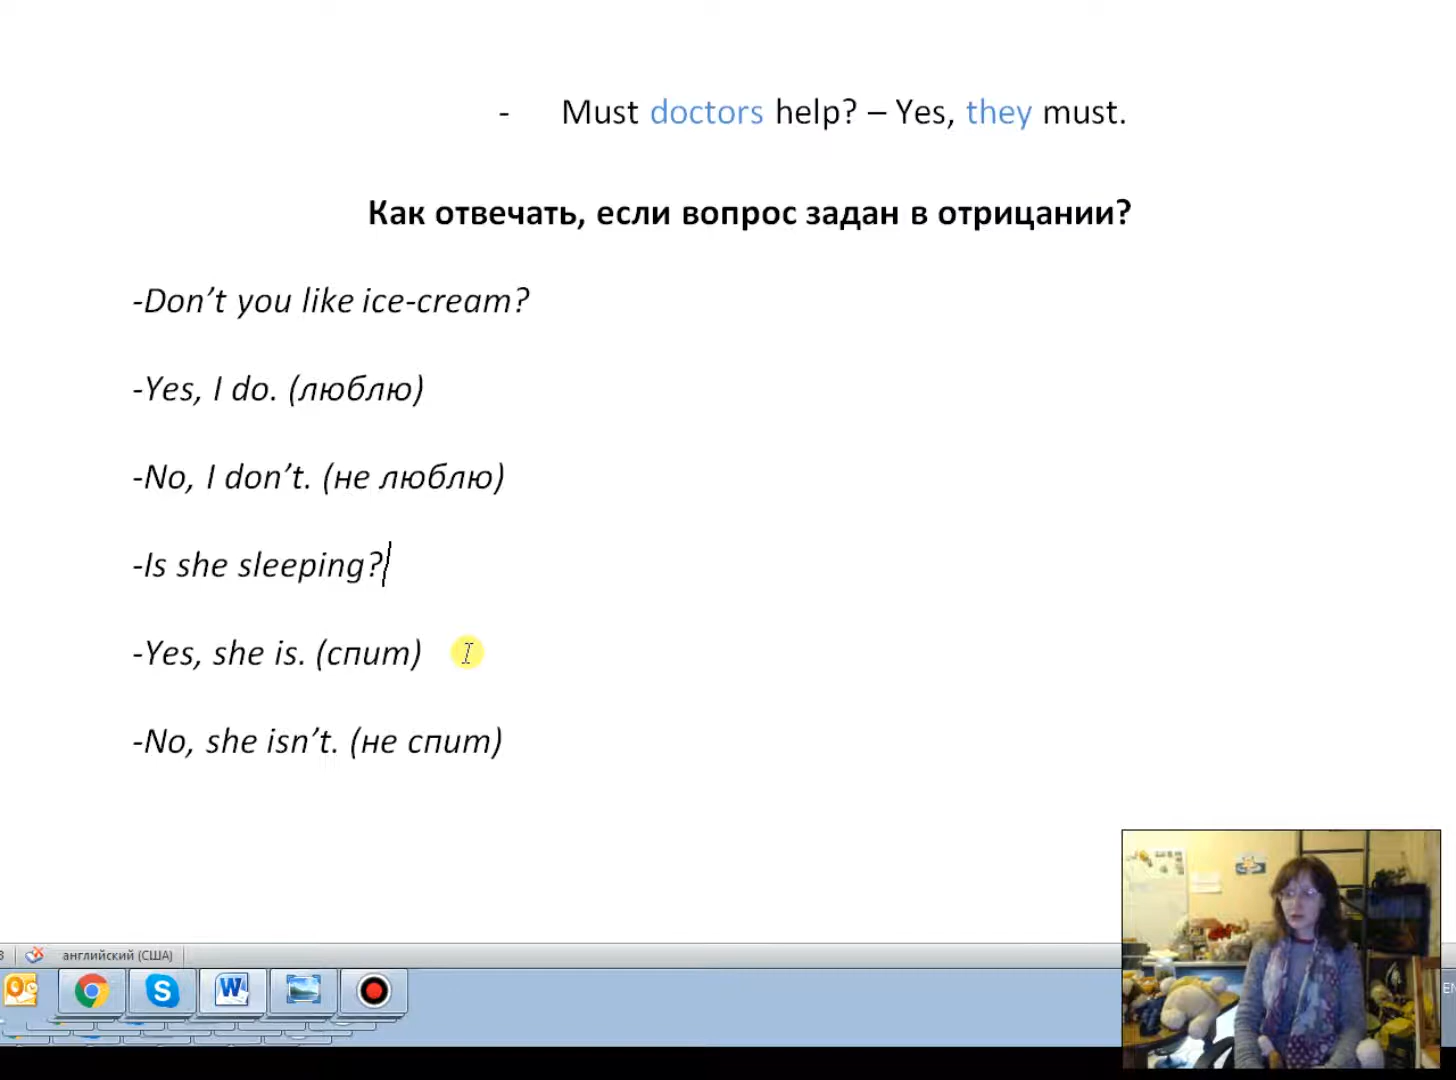 - Must doctors help? – Yes, they must.
Как отвечать, если вопрос задан в отрицании?
-Don’t you like ice-cream?
-Yes, I do. (люблю)
-No, I don’t. (не люблю)
-Is she sleeping?
-Yes, she is. (спит)
-No, she isn’t. (не спит)
английский (США)
EN